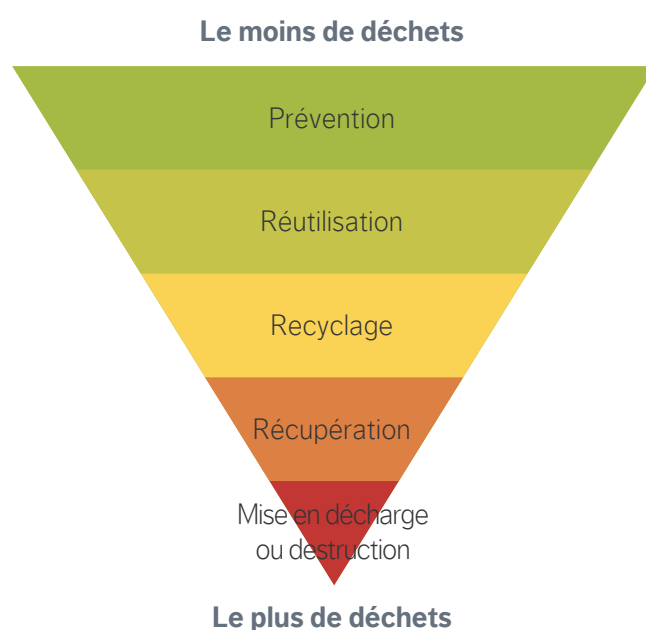 Le moins de déchets
Prévention
Réutilisation
Recyclage
Récupération
Mise en décharge
ou destruction
Le plus de déchets